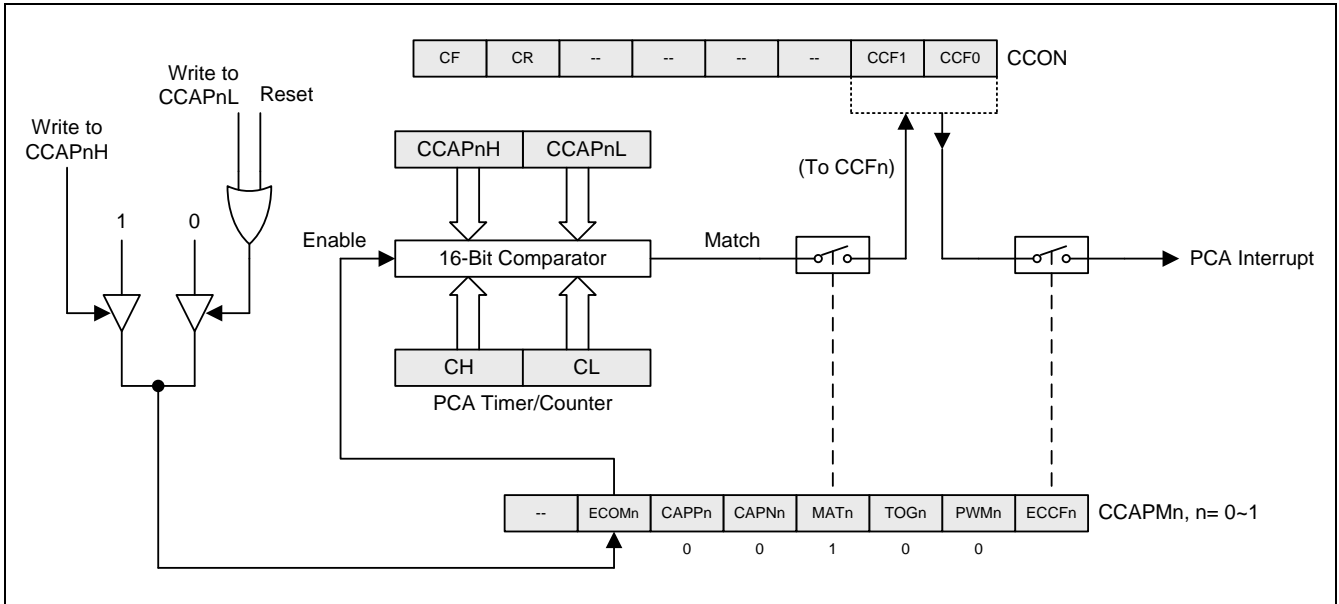 CF CR -- -- -- -- CCF1 CCF0 CCON
Write to
CCAPnL
Reset
Write to
CCAPnH
CCAPnH CCAPnL
(To CCFn)
1 0
Enable
16-Bit Comparator
Match
PCA Interrupt
CH CL
PCA Timer/Counter
-- ECOMn CAPPn CAPNn MATn TOGn PWMn ECCFn CCAPMn, n= 0~1
0 0 1 0 0